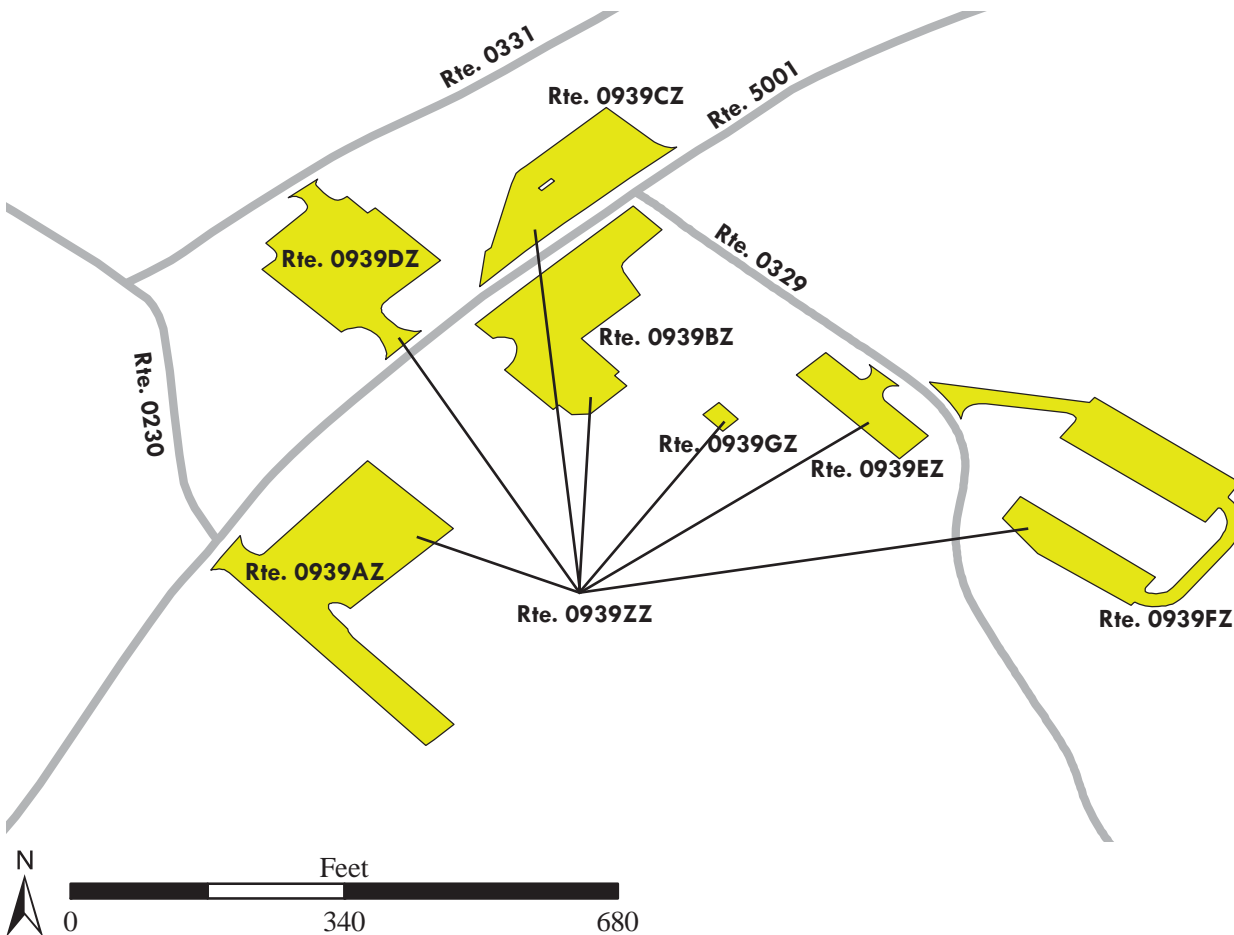 Rte. 0331
Rte. 0939CZ
Rte. 5001
Rte. 0939DZ
Rte. 0329
Rte. 0939BZ
Rte. 0230
Rte. 0939GZ
Rte. 0939EZ
Rte. 0939AZ
Rte. 0939ZZ
Rte. 0939FZ
N
Feet
0 340 680